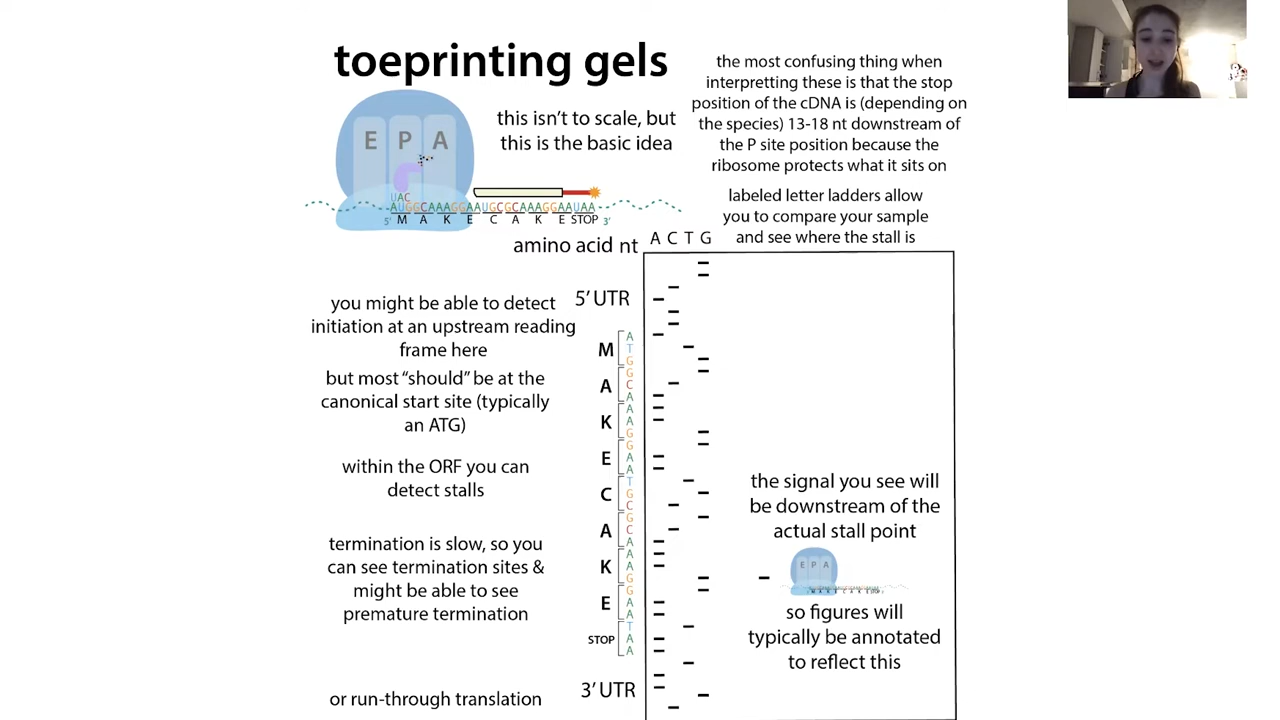 toeprinting gels
the most confusing thing when
interpretting these is that the stop
position of the cDNA is (depending on
the species) 13-18 nt downstream of
the P site position because the
ribosome protects what it sits on
E P A
this isn't to scale, but
this is the basic idea
UAC
AUGGCAAAGGAAUGCGCAAAGGAAUAA
5' M A K E C A K E STOP 3'
labeled letter ladders allow
you to compare your sample
and see where the stall is
amino acid nt A C T G
you might be able to detect
initiation at an upstream reading
frame here
5' UTR
but most "should" be at the
canonical start site (typically
an ATG)
within the ORF you can
detect stalls
termination is slow, so you
can see termination sites &
might be able to see
premature termination
or run-through translation
M
A
T
G
A
G
C
A
K
A
A
G
E
G
A
A
C
T
G
C
A
G
C
A
K
A
A
G
E
G
A
A
STOP
T
A
A
3' UTR
the signal you see will
be downstream of the
actual stall point
E P A
M A K E C A K E STOP
so figures will
typically be annotated
to reflect this